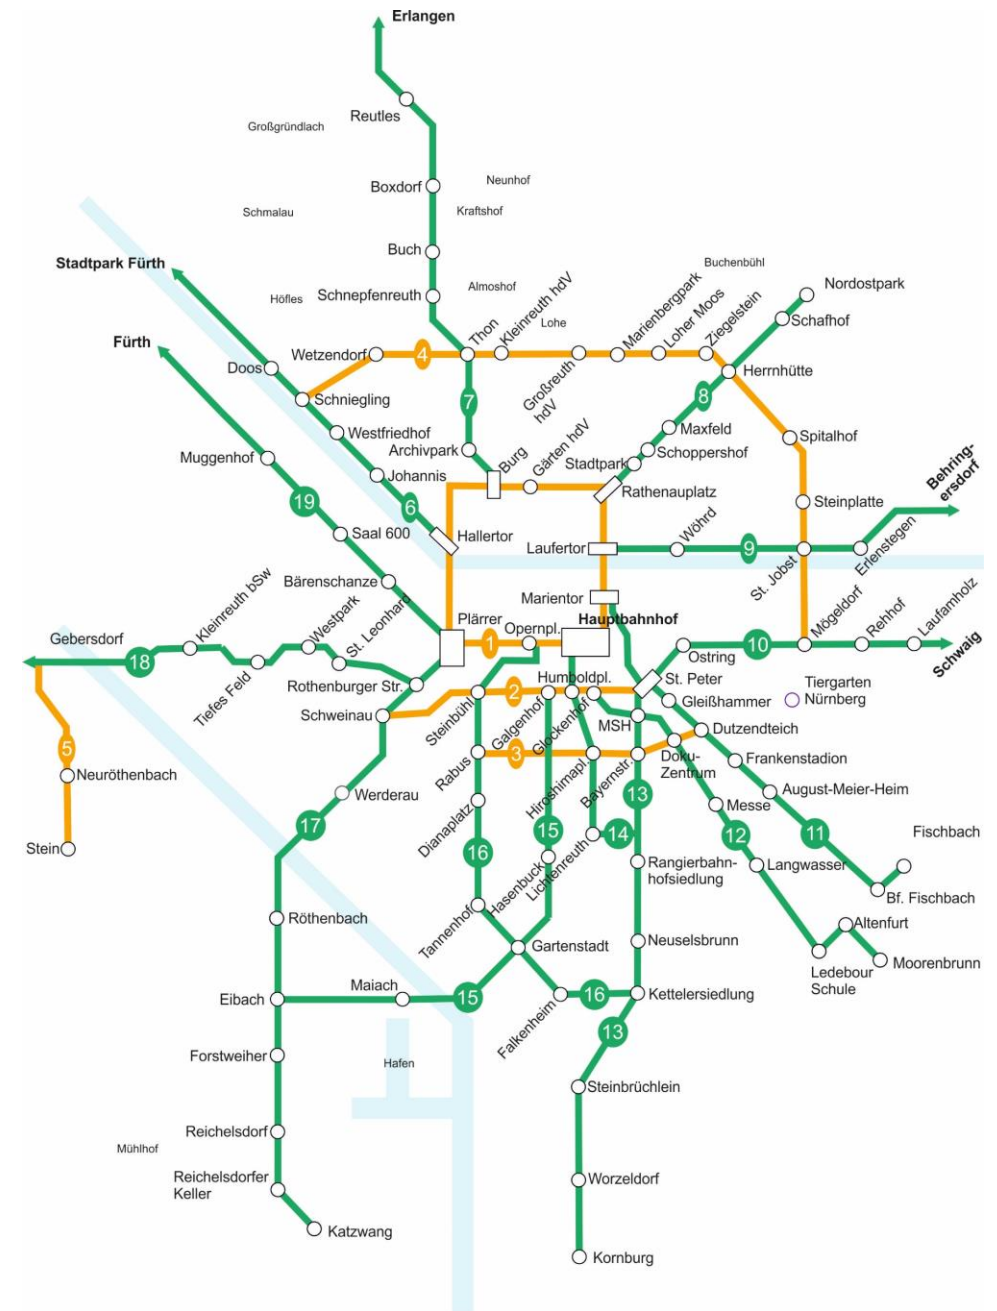 Erlangen
Reutles
Großgründlach
Boxdorf
Neunhof
Schmalau
Kraftshof
Buch
Stadtpark Fürth
Buchenbühl
Nordostpark
Höfles
Schnepfenreuth
Almoshof
Kleinreuth hdV
Marienbergpark
Loher Moos
Ziegelstein
Schafhof
Fürth
Wetzendorf
4
Thon
Lohe
Doos
Großreuth
hdV
Herrnhütte
Schniegling
7
8
Westfriedhof
Maxfeld
Spitalhof
Archivpark
Burg
Gärten hdV
Schoppershof
Muggenhof
Stadtpark
Johannis
Rathenauplatz
Behring-
ersdorf
19
6
Steinplatte
Saal 600
Hallertor
Laufertor
Wöhrd
9
St. Jobst
Erlenstegen
Bärenschanze
Kleinreuth bSw
Westpark
St. Leonhard
Marientor
Plärrer
Opernpl.
Hauptbahnhof
Mögeldorf
Rehhof
Laufamholz
Gebersdorf
1
10
Schwaig
18
Ostring
Tiefes Feld
Rothenburger Str.
Humboldpl.
St. Peter
Tiergarten
Nürnberg
Schweinau
Steinbühl
2
Galgenhof
Glockenhof
Gleißhammer
MSH
Dutzendteich
5
Neuröthenbach
Rabus
3
Hiroshimapl.
Bayernstr.
Doku-
Zentrum
Frankenstadion
Werderau
13
August-Meier-Heim
Messe
17
Dianaplatz
15
14
12
11
Fischbach
Stein
16
Hasenbuck
Lichtenreuth
Rangierbahn-
hofsiedlung
Langwasser
Bf. Fischbach
Röthenbach
Tannenhof
Altenfurt
Gartenstadt
Neuselsbrunn
Moorenbrunn
Ledebour
Schule
Maiach
Eibach
15
Falkenheim
16
Kettelersiedlung
13
Forstweiher
Hafen
Steinbrüchlein
Reichelsdorf
Mühlhof
Reichelsdorfer
Keller
Worzeldorf
Katzwang
Kornburg